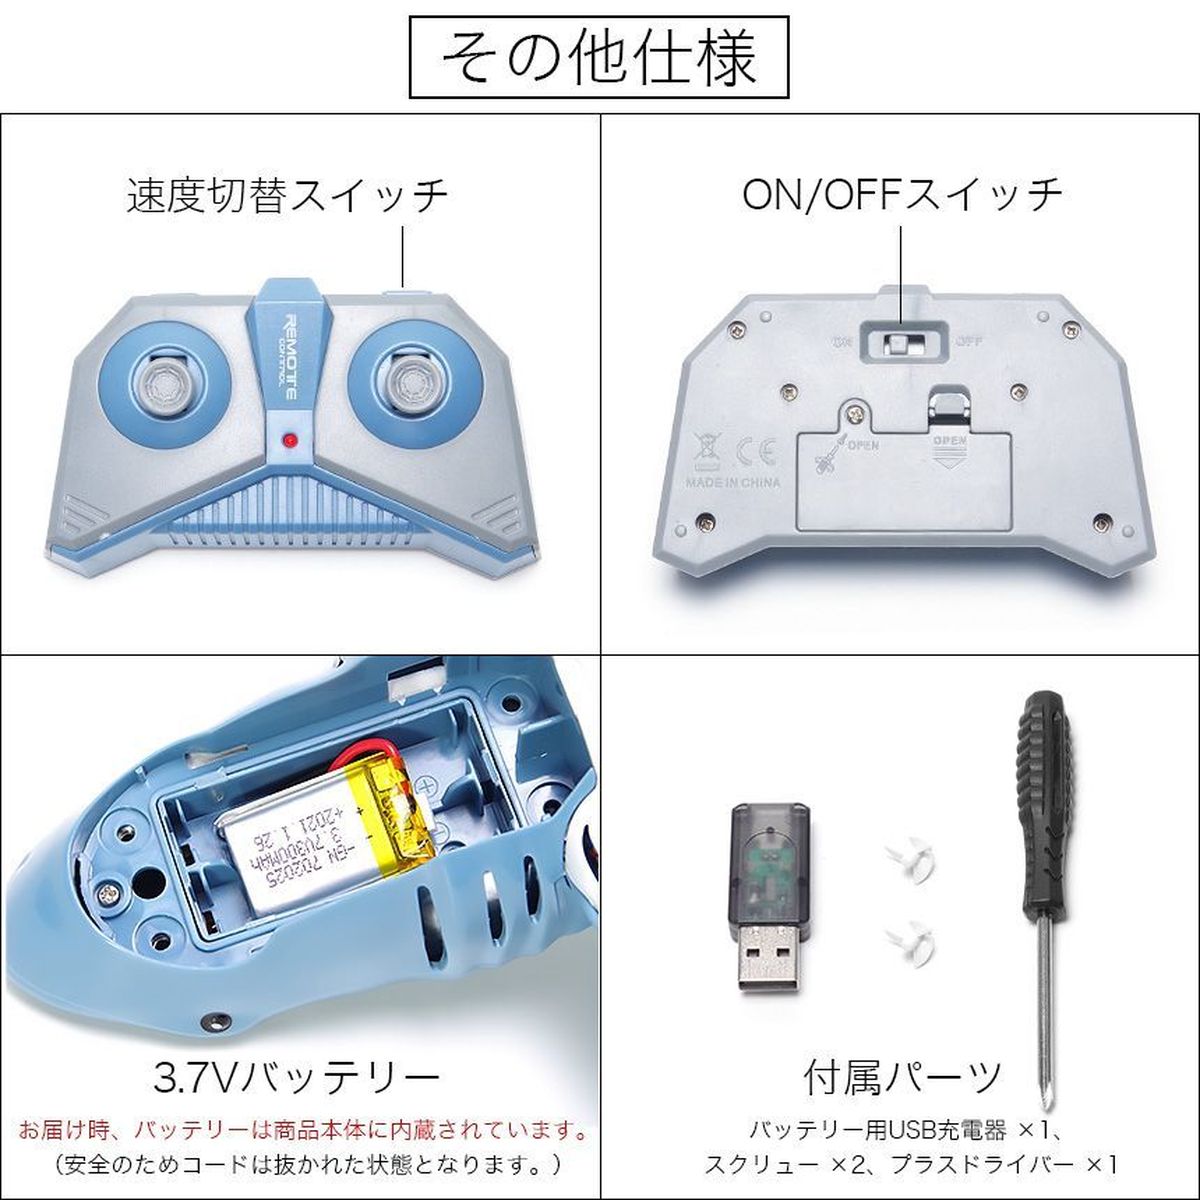 その他仕様
速度切替スイッチ
ON/OFFスイッチ
REMOTTE
CONTROL
ON
OFF
OPEN
OPEN
CE
MADE IN CHINA
+2021.1.26
3.7V300MAh
-GN 702025
3.7Vバッテリー
お届け時、バッテリーは商品本体に内蔵されています。
（安全のためコードは抜かれた状態となります。）
付属パーツ
バッテリー用USB充電器 ×1、
スクリュー ×2、プラスドライバー ×1